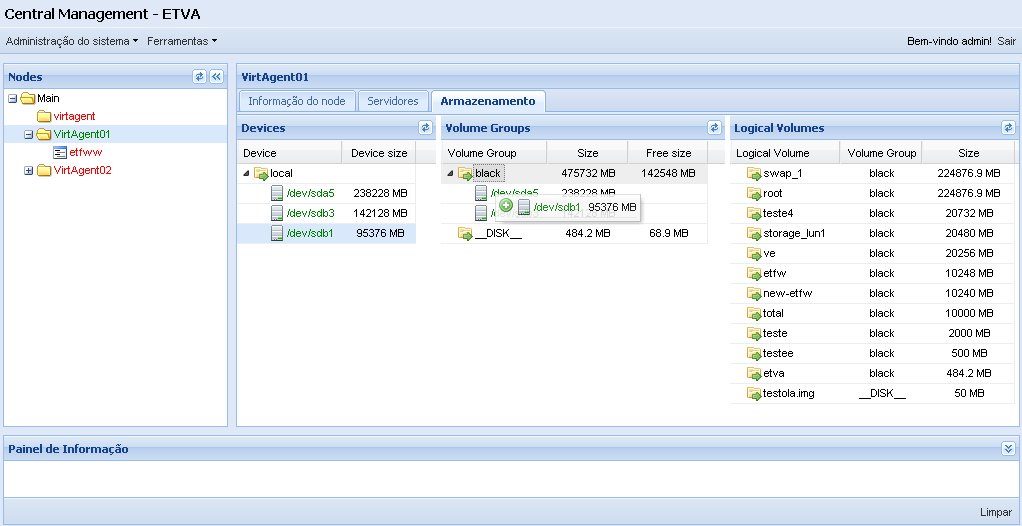 Central Management - ETVA
Administração do sistema Ferramentas Bem-vindo admin! Sair
Nodes
Main
virtagent
VirtAgent01
etfww
VirtAgent02
VirtAgent01
Informação do node Servidores Armazenamento
Devices
Device Device size
local
/dev/sda5 238228 MB
/dev/sdb3 142128 MB
/dev/sdb1 95376 MB
Volume Groups
Volume Group Size Free size
black 475732 MB 142548 MB
/dev/sda5 238228 MB
/dev/sdb1 95376 MB
__DISK__ 484.2 MB 68.9 MB
Logical Volumes
Logical Volume Volume Group Size
swap_1 black 224876.9 MB
root black 224876.9 MB
teste4 black 20732 MB
storage_lun1 black 20480 MB
ve black 20256 MB
etfw black 10248 MB
new-etfw black 10240 MB
total black 10000 MB
teste black 2000 MB
testee black 500 MB
etva black 484.2 MB
testola.img __DISK__ 50 MB
Painel de Informação
Limpar